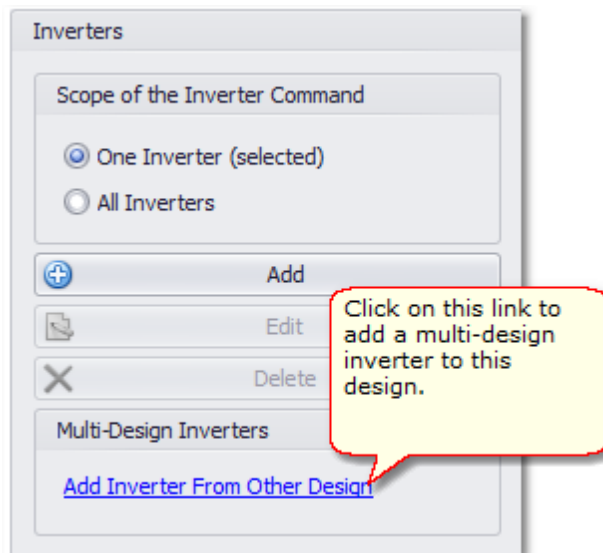 Inverters
Scope of the Inverter Command
One Inverter (selected)
All Inverters
Add
Edit
Delete
Click on this link to
add a multi-design
inverter to this
design.
Multi-Design Inverters
Add Inverter From Other Design